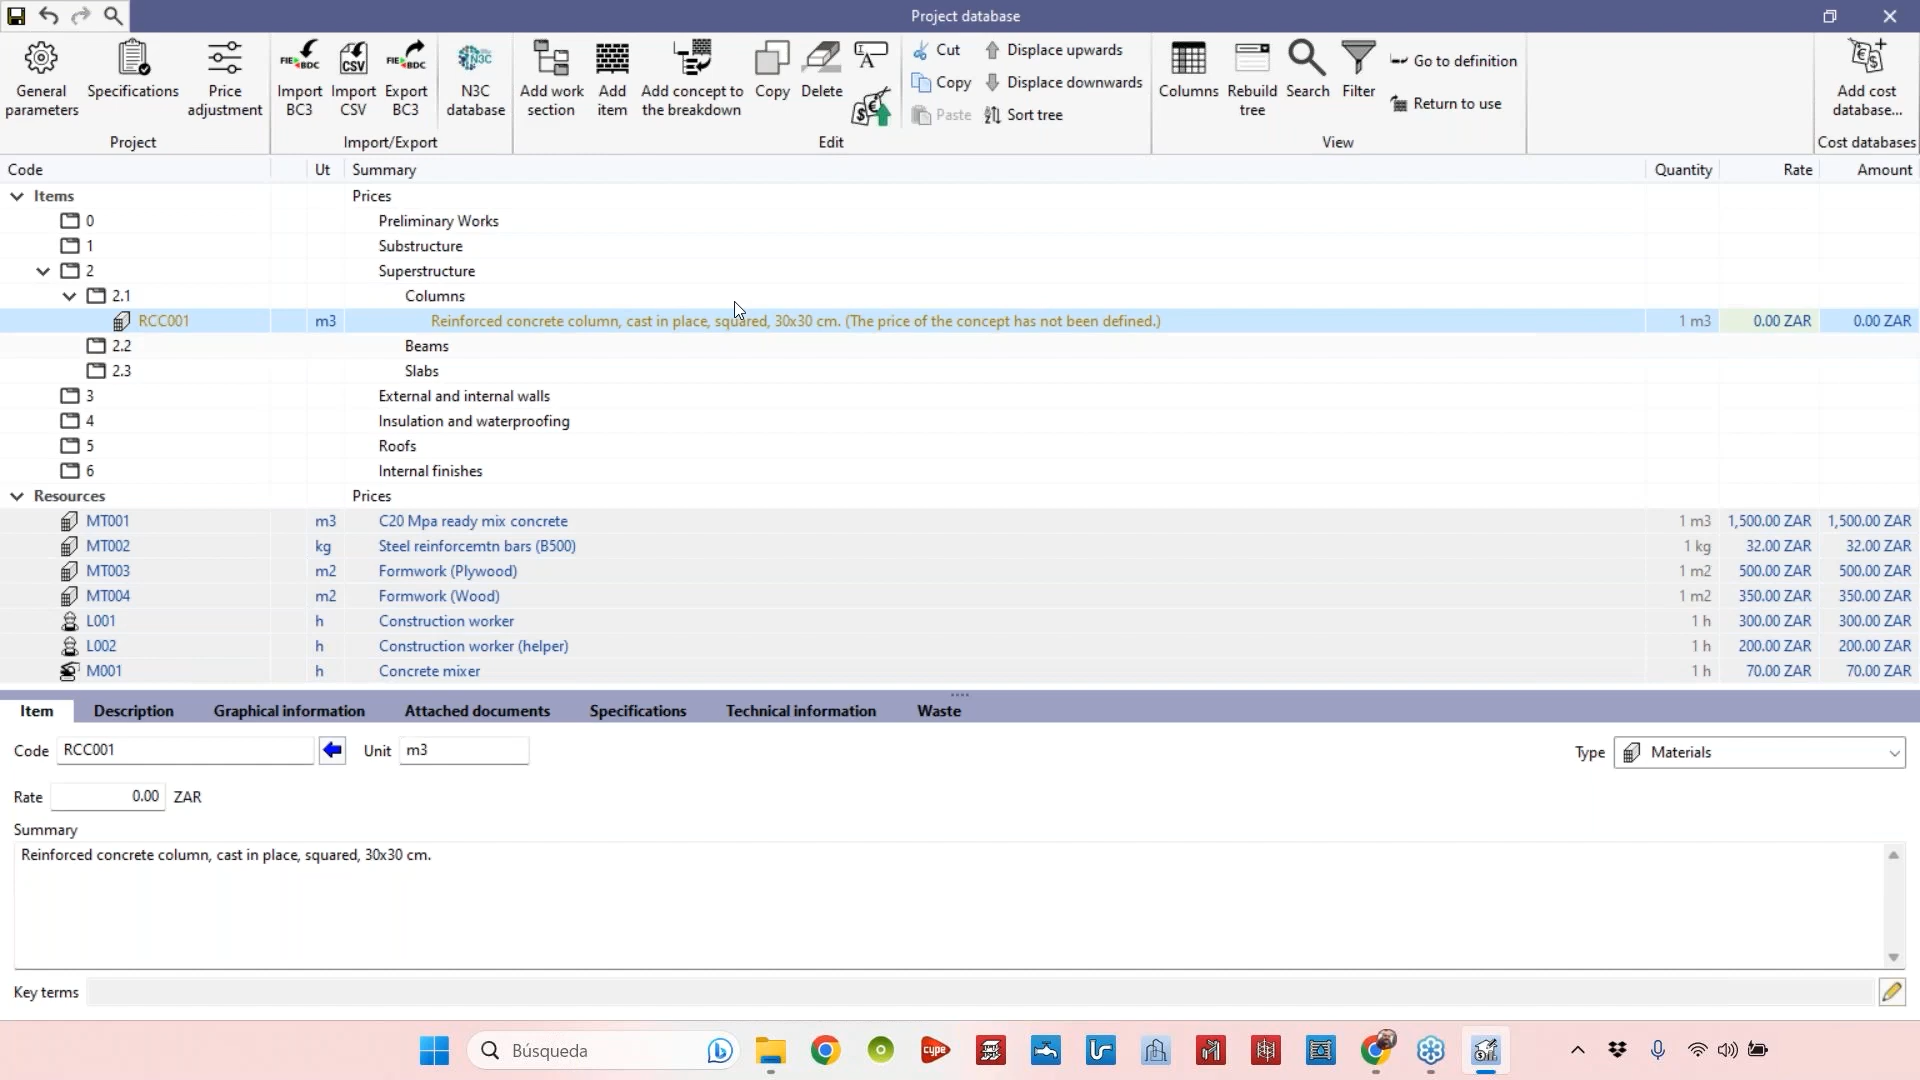 Project database
General parameters
Specifications
Price adjustment
Project
FIE BDC
Import BC3
CSV
Import CSV
FIE BDC
Export BC3
Import/Export
N3C
N3C database
Add work section
Add item
Add concept to the breakdown
Copy
Delete
A
Cut
Copy
Paste
Displace upwards
Displace downwards
Sort tree
Edit
Columns
Rebuild tree
Search
Filter
Go to definition
Return to use
View
Add cost database...
Cost databases
Code Ut Summary Quantity Rate Amount
Items Prices
0 Preliminary Works
1 Substructure
2 Superstructure
2.1 Columns
RCC001 m3 Reinforced concrete column, cast in place, squared, 30x30 cm. (The price of the concept has not been defined.) 1 m3 0.00 ZAR 0.00 ZAR
2.2 Beams
2.3 Slabs
3 External and internal walls
4 Insulation and waterproofing
5 Roofs
6 Internal finishes
Resources Prices
MT001 m3 C20 Mpa ready mix concrete 1 m3 1,500.00 ZAR 1,500.00 ZAR
MT002 kg Steel reinforcemtn bars (B500) 1 kg 32.00 ZAR 32.00 ZAR
MT003 m2 Formwork (Plywood) 1 m2 500.00 ZAR 500.00 ZAR
MT004 m2 Formwork (Wood) 1 m2 350.00 ZAR 350.00 ZAR
L001 h Construction worker 1 h 300.00 ZAR 300.00 ZAR
L002 h Construction worker (helper) 1 h 200.00 ZAR 200.00 ZAR
M001 h Concrete mixer 1 h 70.00 ZAR 70.00 ZAR
Item Description Graphical information Attached documents Specifications Technical information Waste
Code RCC001 Unit m3 Type Materials
Rate 0.00 ZAR
Summary
Reinforced concrete column, cast in place, squared, 30x30 cm.
Key terms
Búsqueda
cype